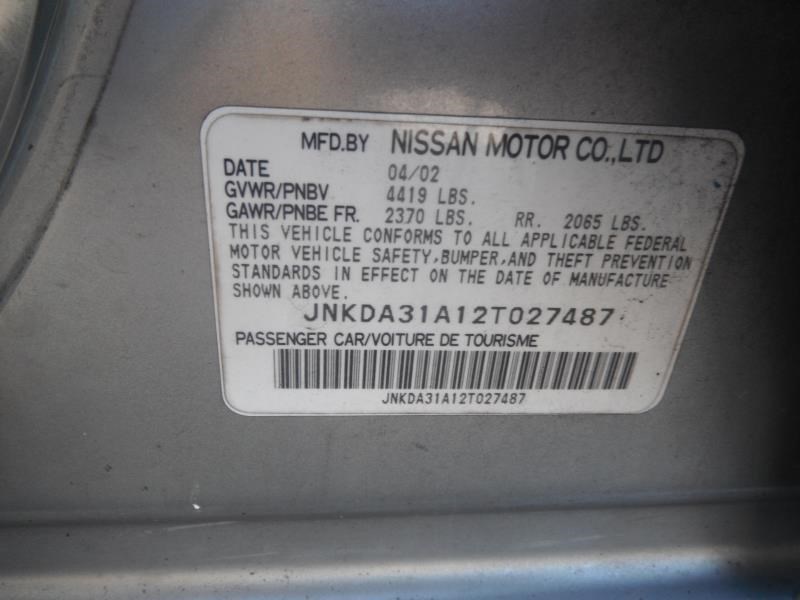 MFD.BY NISSAN MOTOR CO.,LTD
DATE 04/02
GVWR/PNBV 4419 LBS.
GAWR/PNBE FR. 2370 LBS. RR. 2065 LBS.
THIS VEHICLE CONFORMS TO ALL APPLICABLE FEDERAL
MOTOR VEHICLE SAFETY,BUMPER,AND THEFT PREVENTION
STANDARDS IN EFFECT ON THE DATE OF MANUFACTURE
SHOWN ABOVE.
JNKDA31A12T027487
PASSENGER CAR/VOITURE DE TOURISME
JNKDA31A12T027487